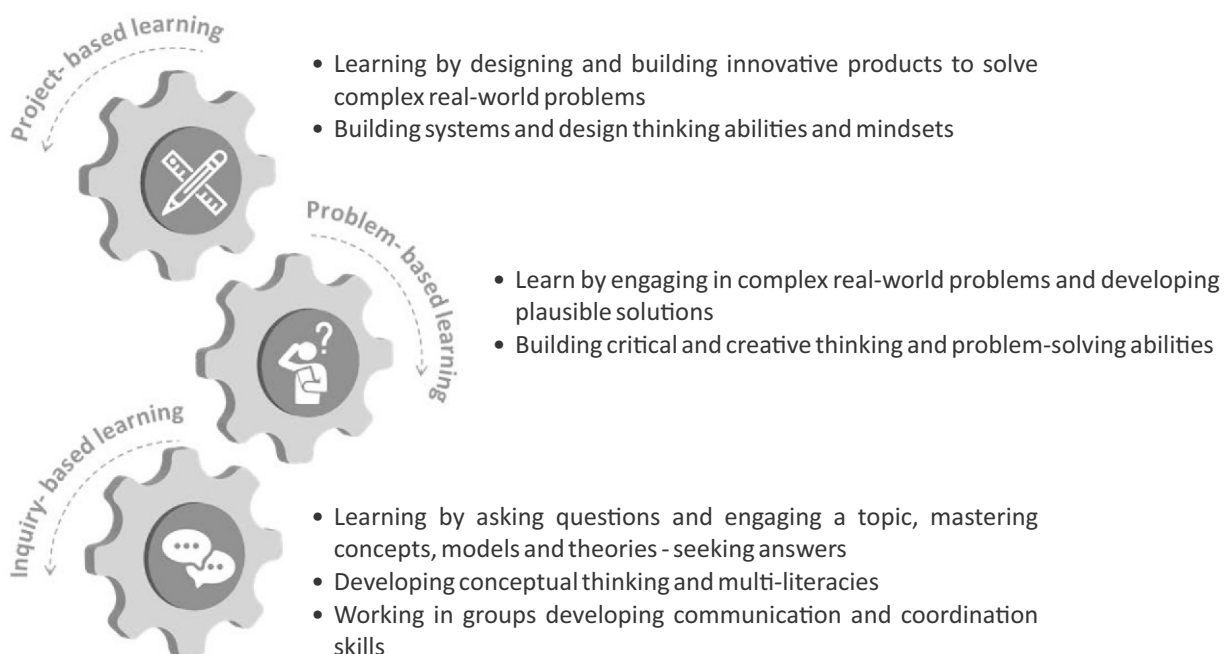 Project- based learning
• Learning by designing and building innovative products to solve
complex real-world problems
• Building systems and design thinking abilities and mindsets
Problem- based learning
• Learn by engaging in complex real-world problems and developing
plausible solutions
• Building critical and creative thinking and problem-solving abilities
Inquiry- based learning
• Learning by asking questions and engaging a topic, mastering
concepts, models and theories - seeking answers
• Developing conceptual thinking and multi-literacies
• Working in groups developing communication and coordination
skills
?